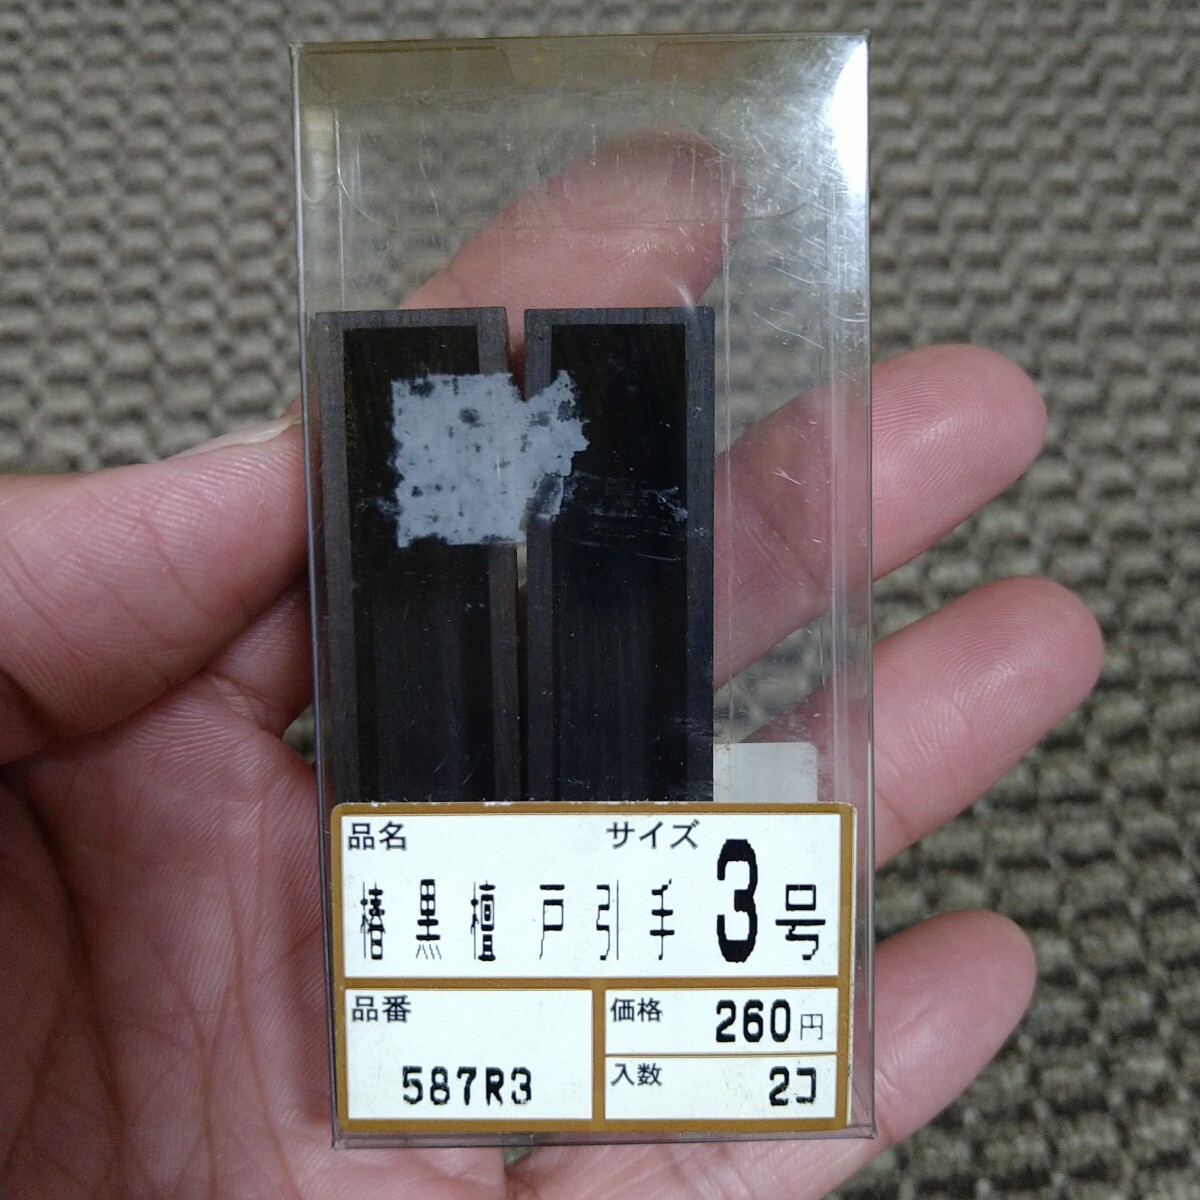 品名
サイズ
椿黒檀 戸引手 3号
品番
587R3
価格
260円
入数
2コ